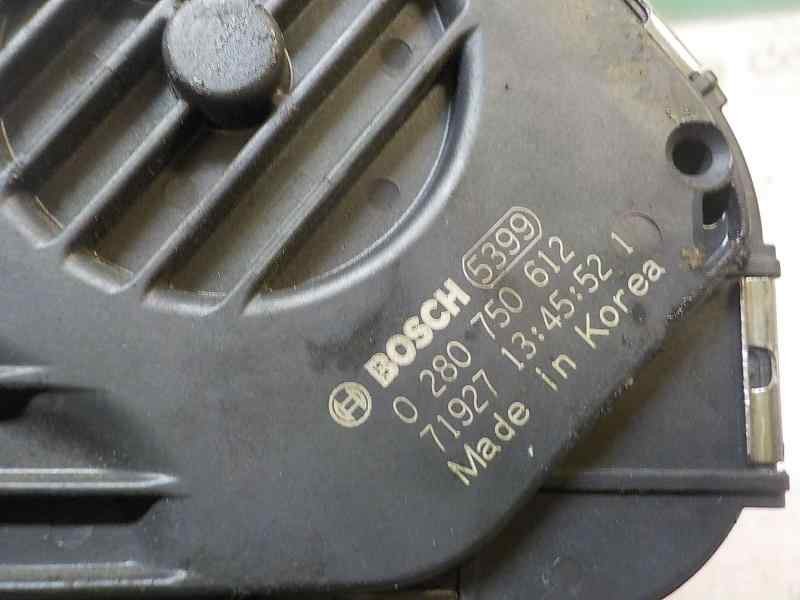 BOSCH 5399
0 280 750 612
71927 13:45:52 1
Made in Korea